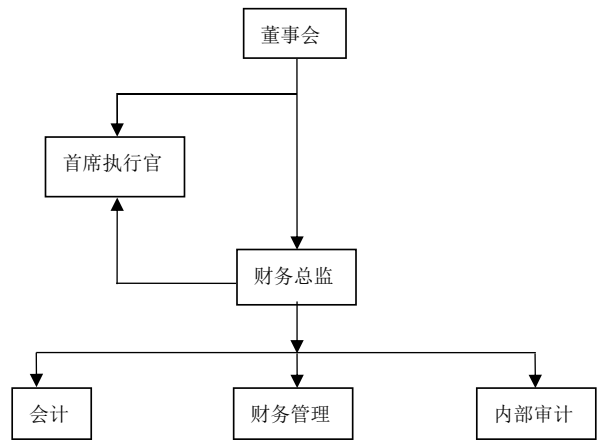 董事会
首席执行官
财务总监
会计
财务管理
内部审计